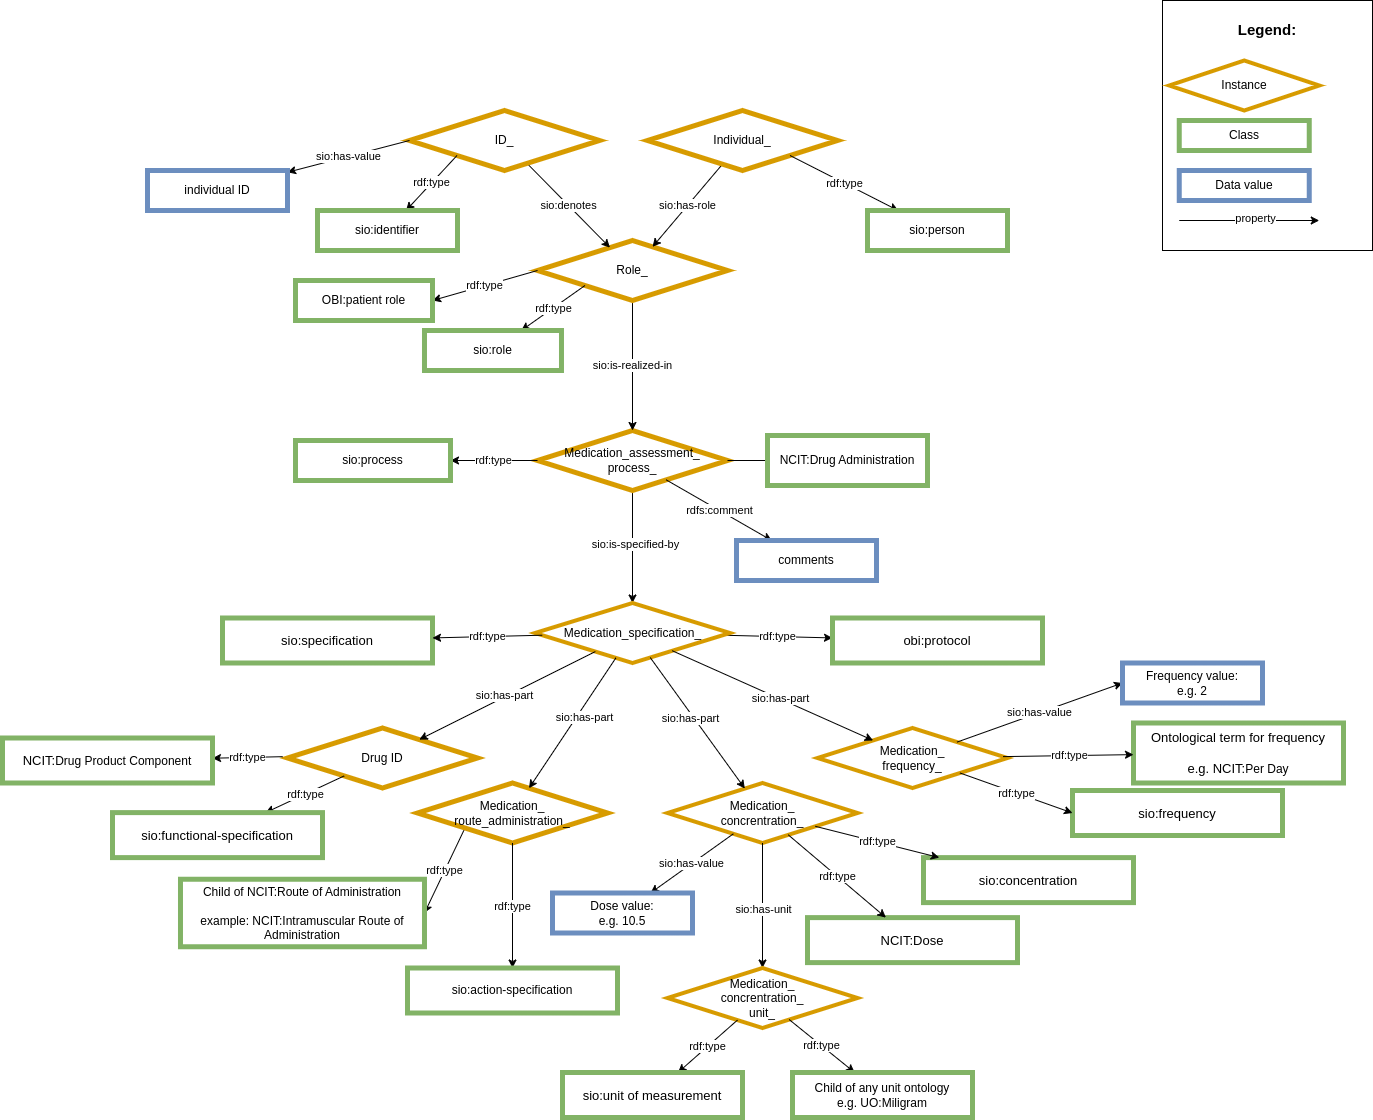 Legend:
Instance
Class
Data value
property
ID_
Individual_
sio:has-value
rdf:type
rdf:type
individual ID
sio:denotes
sio:has-role
sio:identifier
sio:person
Role_
rdf:type
OBI:patient role
rdf:type
sio:role
sio:is-realized-in
Medication_assessment_
process_
sio:process
rdf:type
NCIT:Drug Administration
rdfs:comment
sio:is-specified-by
comments
sio:specification
rdf:type
Medication_specification_
rdf:type
obi:protocol
sio:has-part
sio:has-part
sio:has-part
sio:has-part
Frequency value:
e.g. 2
sio:has-value
Ontological term for frequency
e.g. NCIT:Per Day
rdf:type
Medication_
frequency_
NCIT:Drug Product Component
rdf:type
Drug ID
rdf:type
rdf:type
sio:frequency
Medication_
route_administration_
Medication_
concrentration_
sio:functional-specification
rdf:type
sio:has-value
rdf:type
rdf:type
sio:concentration
Child of NCIT:Route of Administration
example: NCIT:Intramuscular Route of
Administration
rdf:type
Dose value:
e.g. 10.5
sio:has-unit
NCIT:Dose
sio:action-specification
Medication_
concrentration_
unit_
rdf:type
rdf:type
sio:unit of measurement
Child of any unit ontology
e.g. UO:Miligram